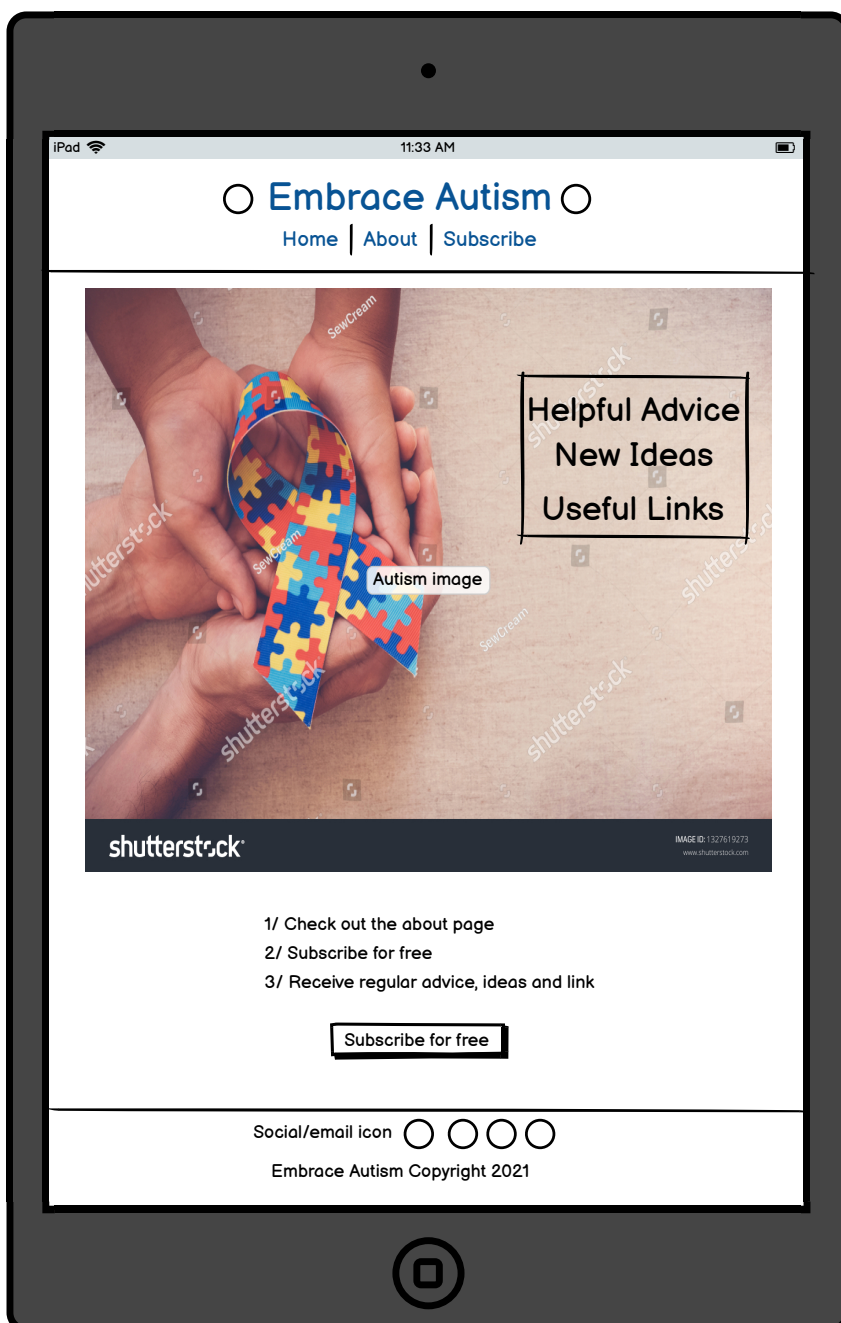 iPad 11:33 AM
Embrace Autism
Home About Subscribe
SewCream
shutterstock
Helpful Advice
New Ideas
Useful Links
shutterstock
SewCream
Autism image
shutterstock
SewCream
shutterstock
shutterstock
shutterstock
IMAGE ID: 1327619273
www.shutterstock.com
1/ Check out the about page
2/ Subscribe for free
3/ Receive regular advice, ideas and link
Subscribe for free
Social/email icon
Embrace Autism Copyright 2021